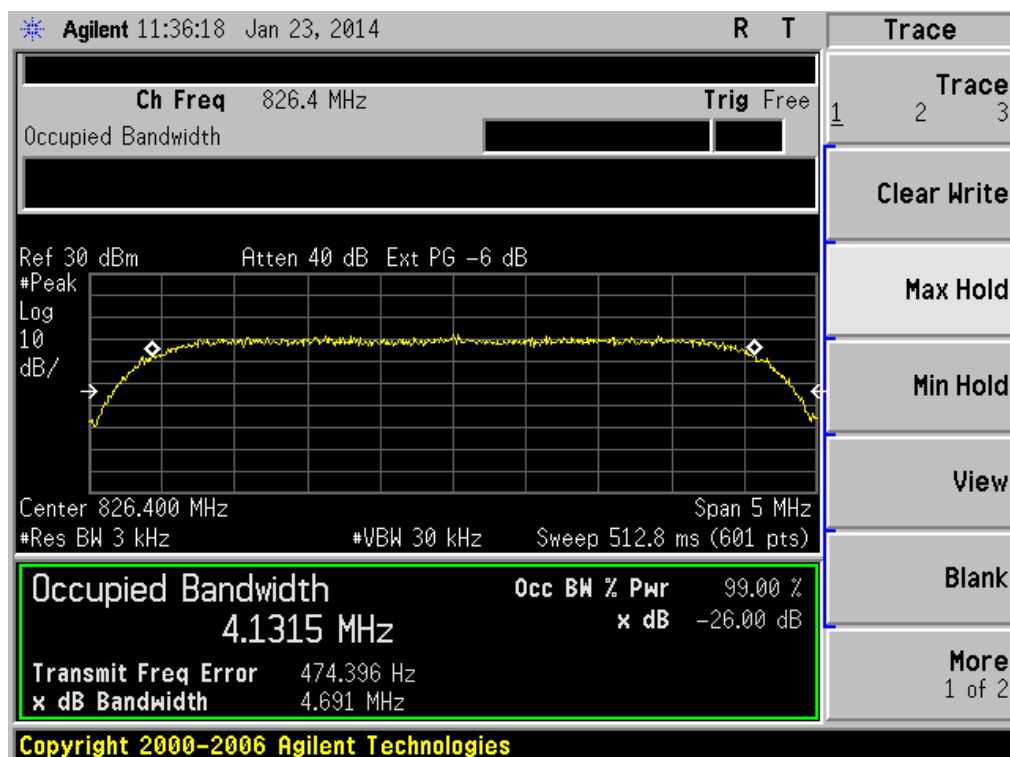 Agilent 11:36:18 Jan 23, 2014 R T Trace
Ch Freq 826.4 MHz Trig Free
Occupied Bandwidth
Trace
1 2 3
Clear Write
Max Hold
Min Hold
View
Blank
More
1 of 2
Ref 30 dBm Atten 40 dB Ext PG -6 dB
#Peak
Log
10
dB/
Center 826.400 MHz Span 5 MHz
#Res BW 3 kHz #VBW 30 kHz Sweep 512.8 ms (601 pts)
Occupied Bandwidth Occ BW % Pwr 99.00 %
4.1315 MHz x dB -26.00 dB
Transmit Freq Error 474.396 Hz
x dB Bandwidth 4.691 MHz
Copyright 2000-2006 Agilent Technologies